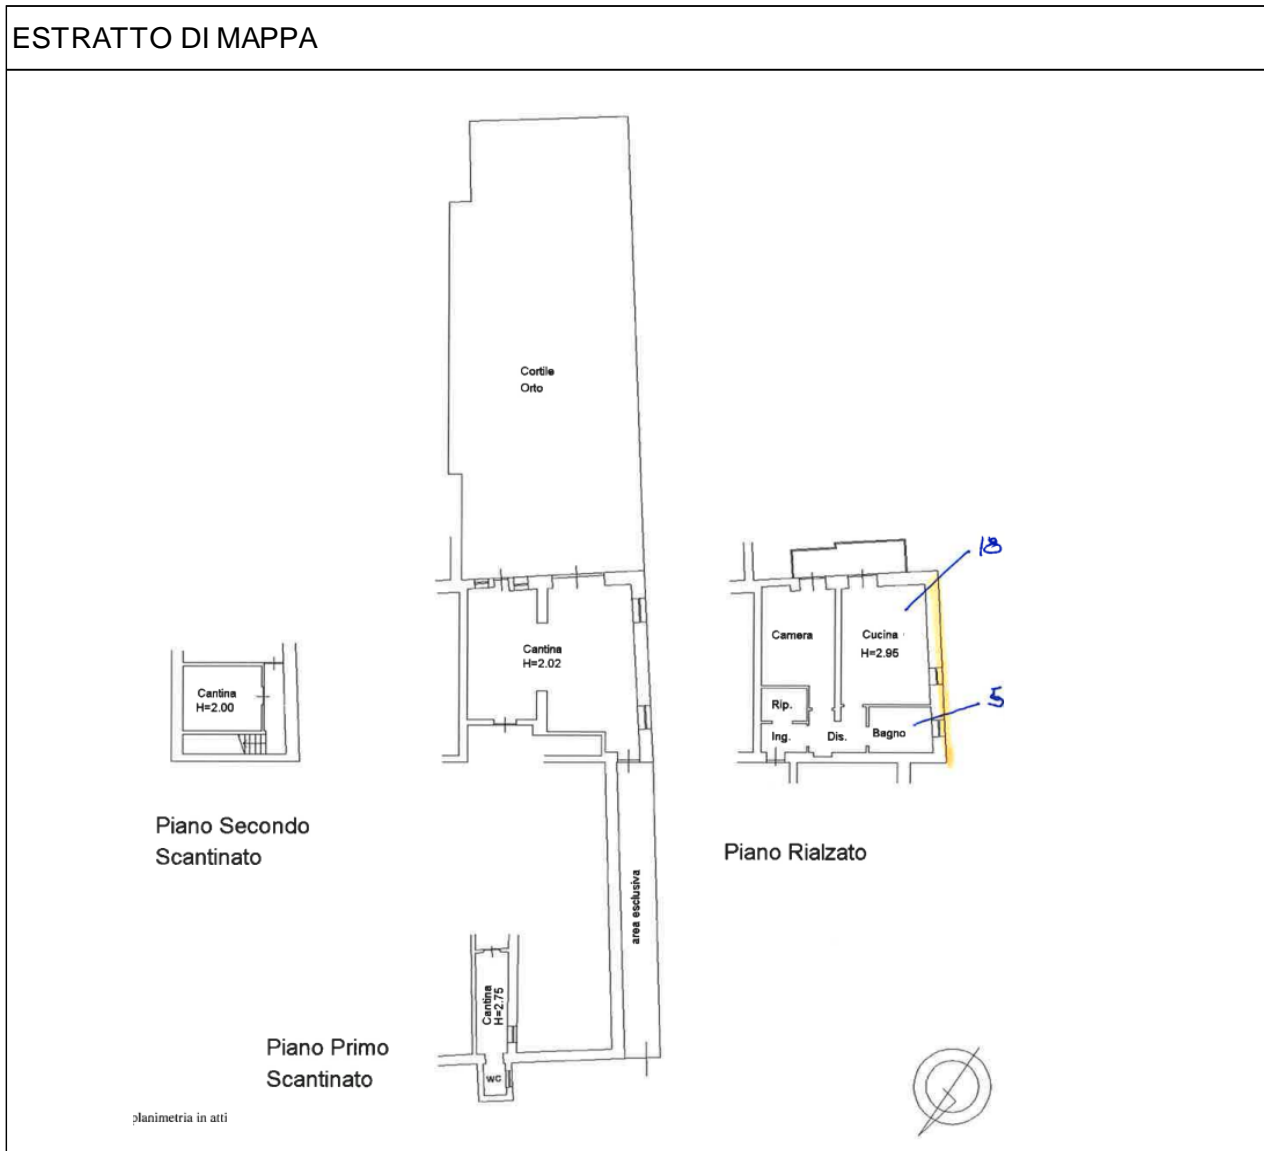 ESTRATTO DI MAPPA
Cortile
Orto
18
Camera
Cucina
H=2.95
Cantina
H=2.02
Cantina
H=2.00
Rip.
5
Ing.
Dis.
Bagno
Piano Secondo
Scantinato
Piano Rialzato
area esclusiva
Cantina
H=2.75
Piano Primo
Scantinato
WC
planimetria in atti